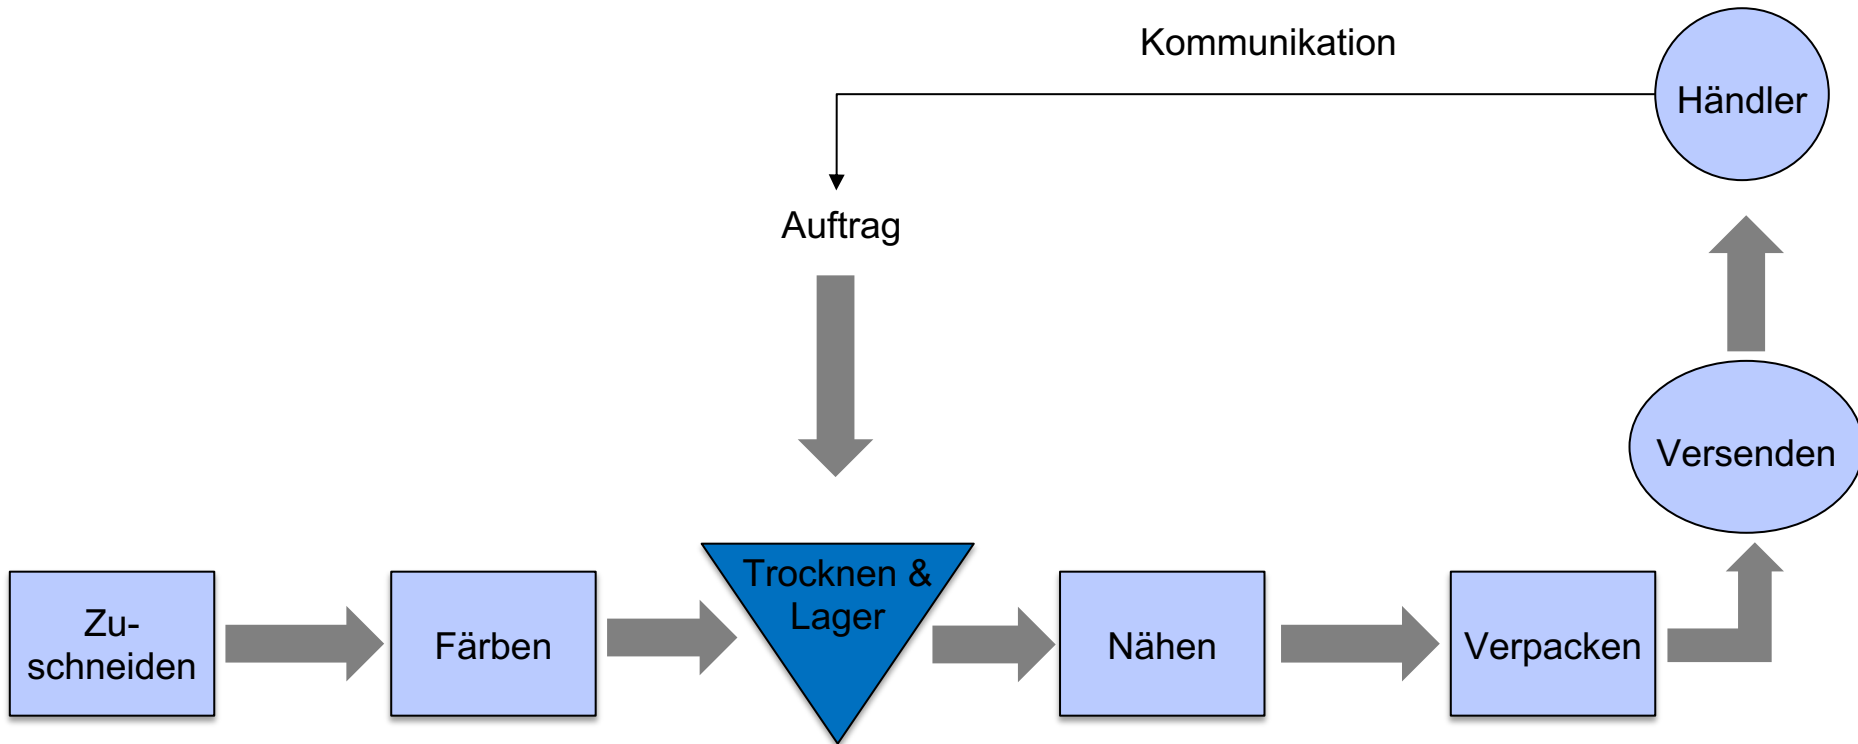 Kommunikation
Händler
Auftrag
Versenden
Zu-
schneiden
Färben
Trocknen &
Lager
Nähen
Verpacken